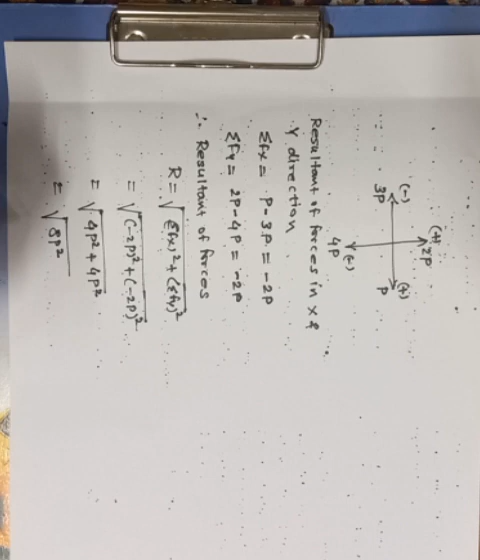 (+)
2P
(-)
3P
(+)
P
4P (-)
Resultant of forces in x &
Y direction.
Σfx = P - 3P = -2P
Σfy = 2P - 4P = -2P
∴ Resultant of forces
R = √(Σfx)² + (Σfy)²
= √(-2P)² + (-2P)²
= √4P² + 4P²
= √8P²